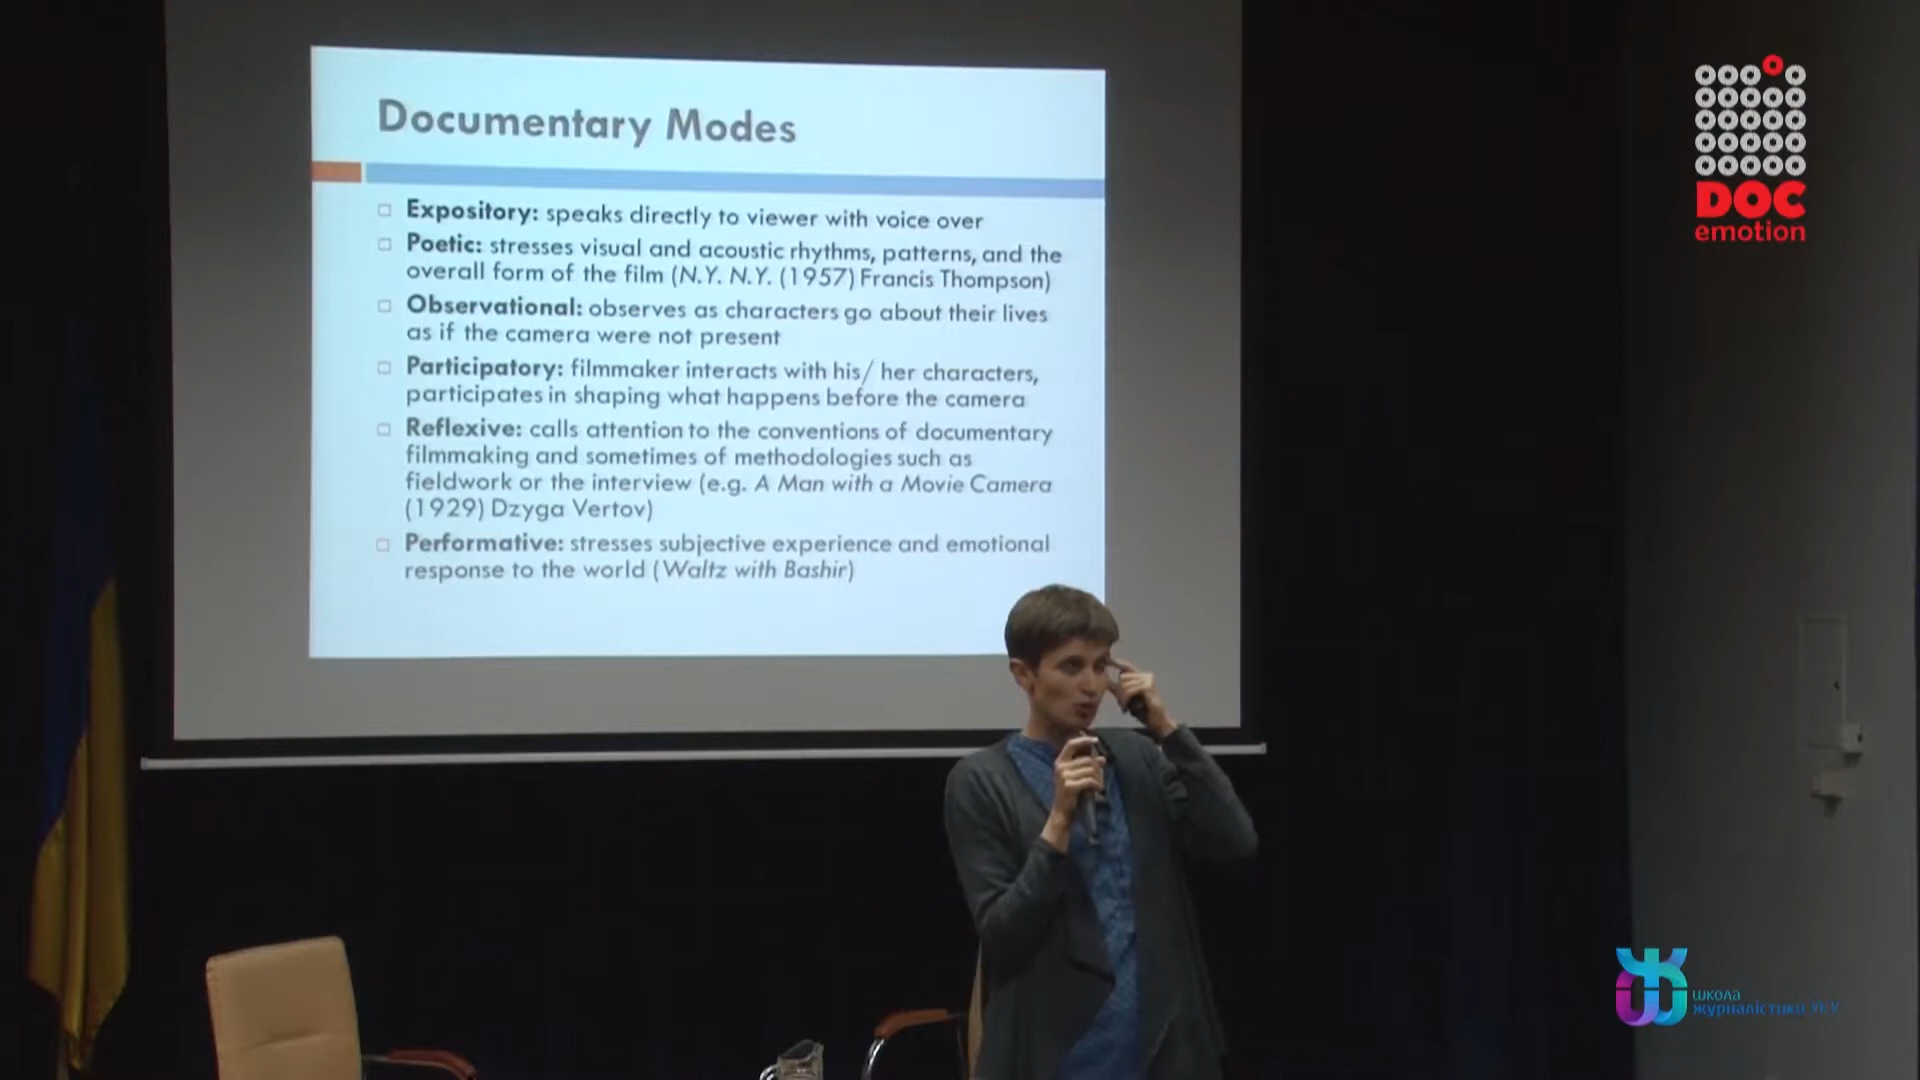 Documentary Modes
Expository: speaks directly to viewer with voice over
Poetic: stresses visual and acoustic rhythms, patterns, and the
overall form of the film (N.Y. N.Y. (1957) Francis Thompson)
Observational: observes as characters go about their lives
as if the camera were not present
Participatory: filmmaker interacts with his/ her characters,
participates in shaping what happens before the camera
Reflexive: calls attention to the conventions of documentary
filmmaking and sometimes of methodologies such as
fieldwork or the interview (e.g. A Man with a Movie Camera
(1929) Dzyga Vertov)
Performative: stresses subjective experience and emotional
response to the world (Waltz with Bashir)
DOC
emotion
школа
журналістики УКУ